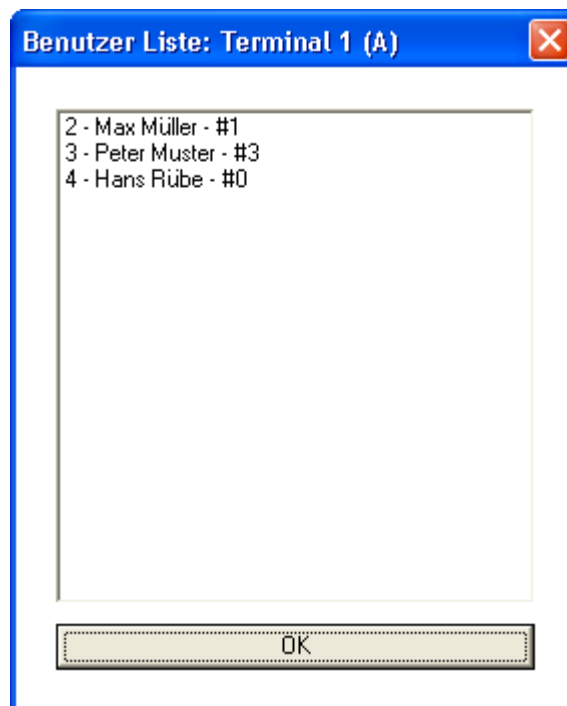 Benutzer Liste: Terminal 1 (A)
2 - Max Müller - #1
3 - Peter Muster - #3
4 - Hans Rübe - #0
OK